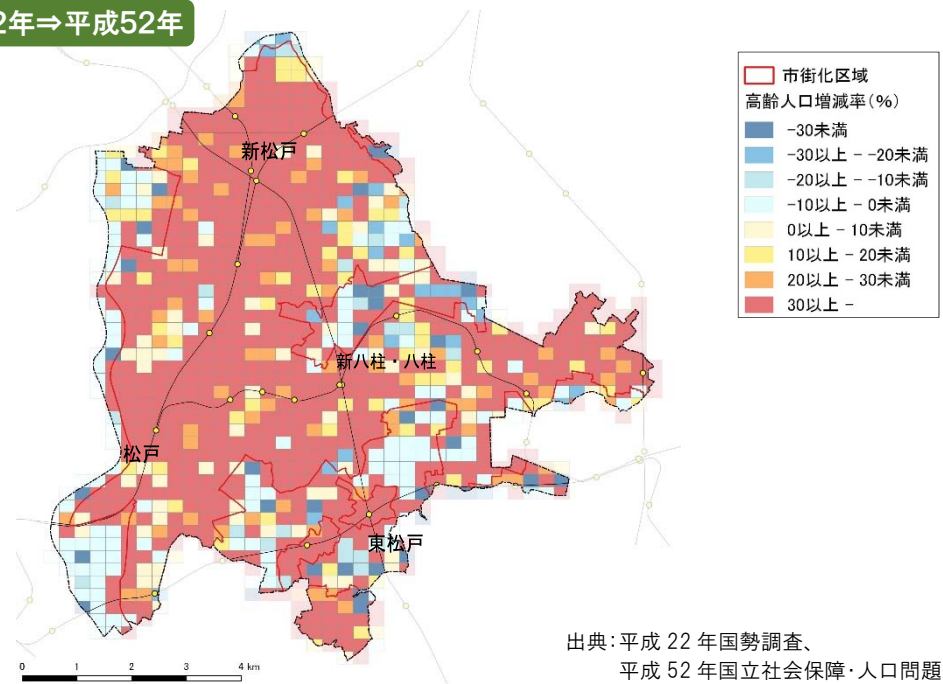 2年⇒平成52年
市街化区域
高齢人口増減率(%)
-30未満
-30以上 - -20未満
-20以上 - -10未満
-10以上 - 0未満
0以上 - 10未満
10以上 - 20未満
20以上 - 30未満
30以上 -
新松戸
新八柱・八柱
松戸
東松戸
0 1 2 3 4 km
出典:平成 22 年国勢調査、
平成 52 年国立社会保障・人口問題